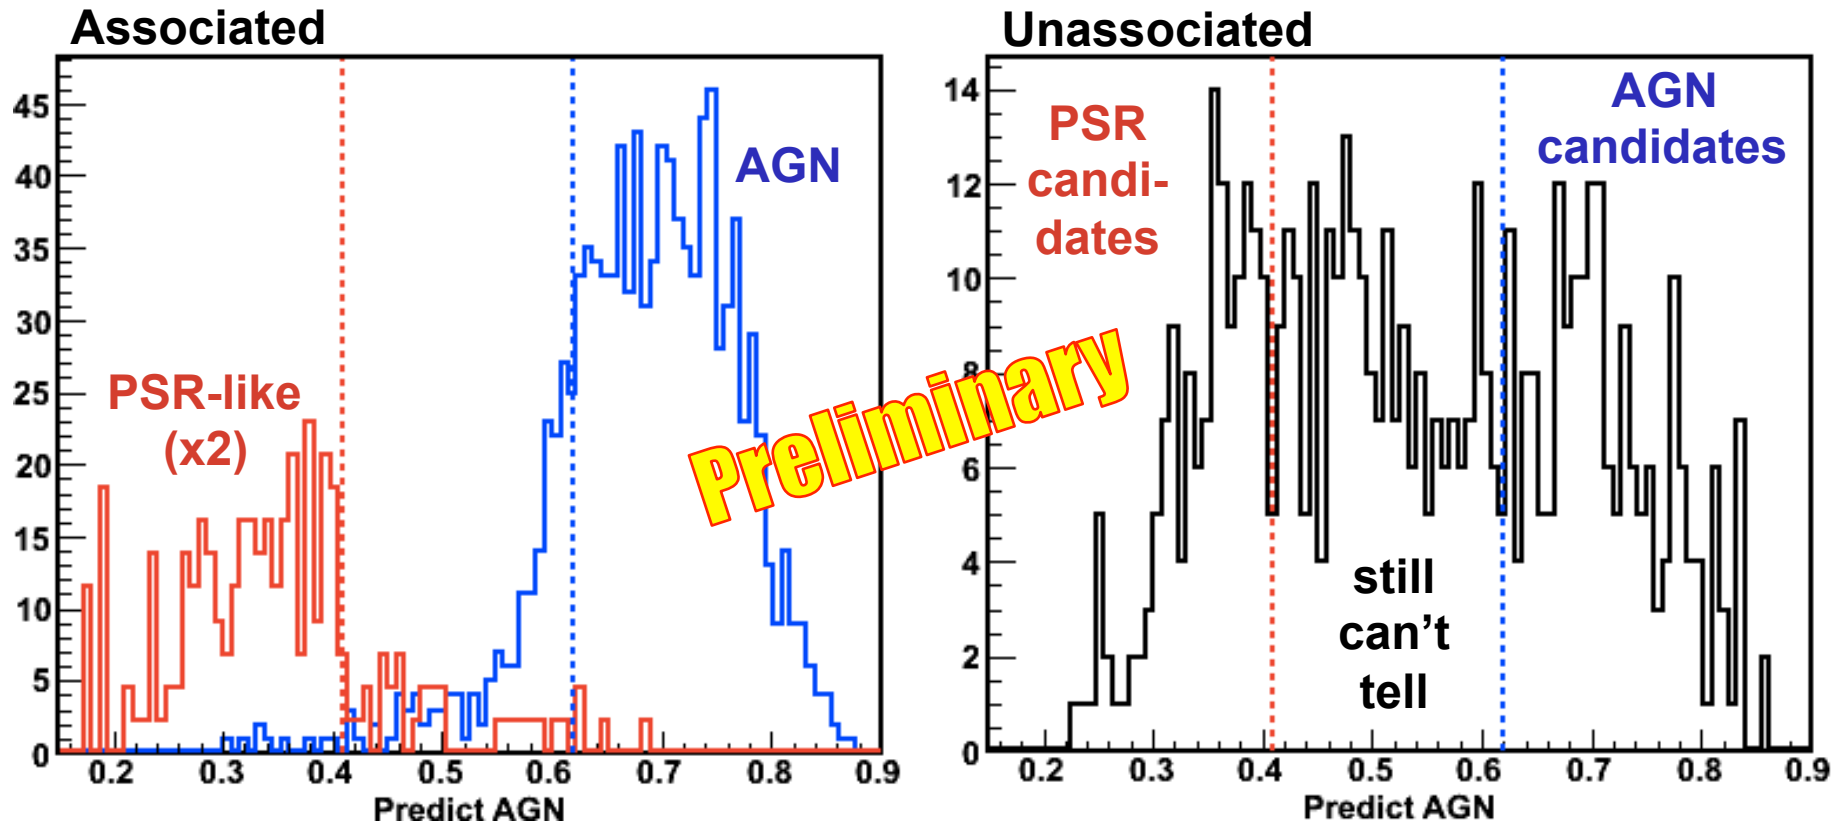 Associated
45
40
35
30
25
20
15
10
5
0
PSR-like
(x2)
AGN
0.2 0.3 0.4 0.5 0.6 0.7 0.8 0.9
Predict AGN
Preliminary
Unassociated
14
12
10
8
6
4
2
0
PSR
candi-
dates
AGN
candidates
still
can't
tell
0.2 0.3 0.4 0.5 0.6 0.7 0.8 0.9
Predict AGN